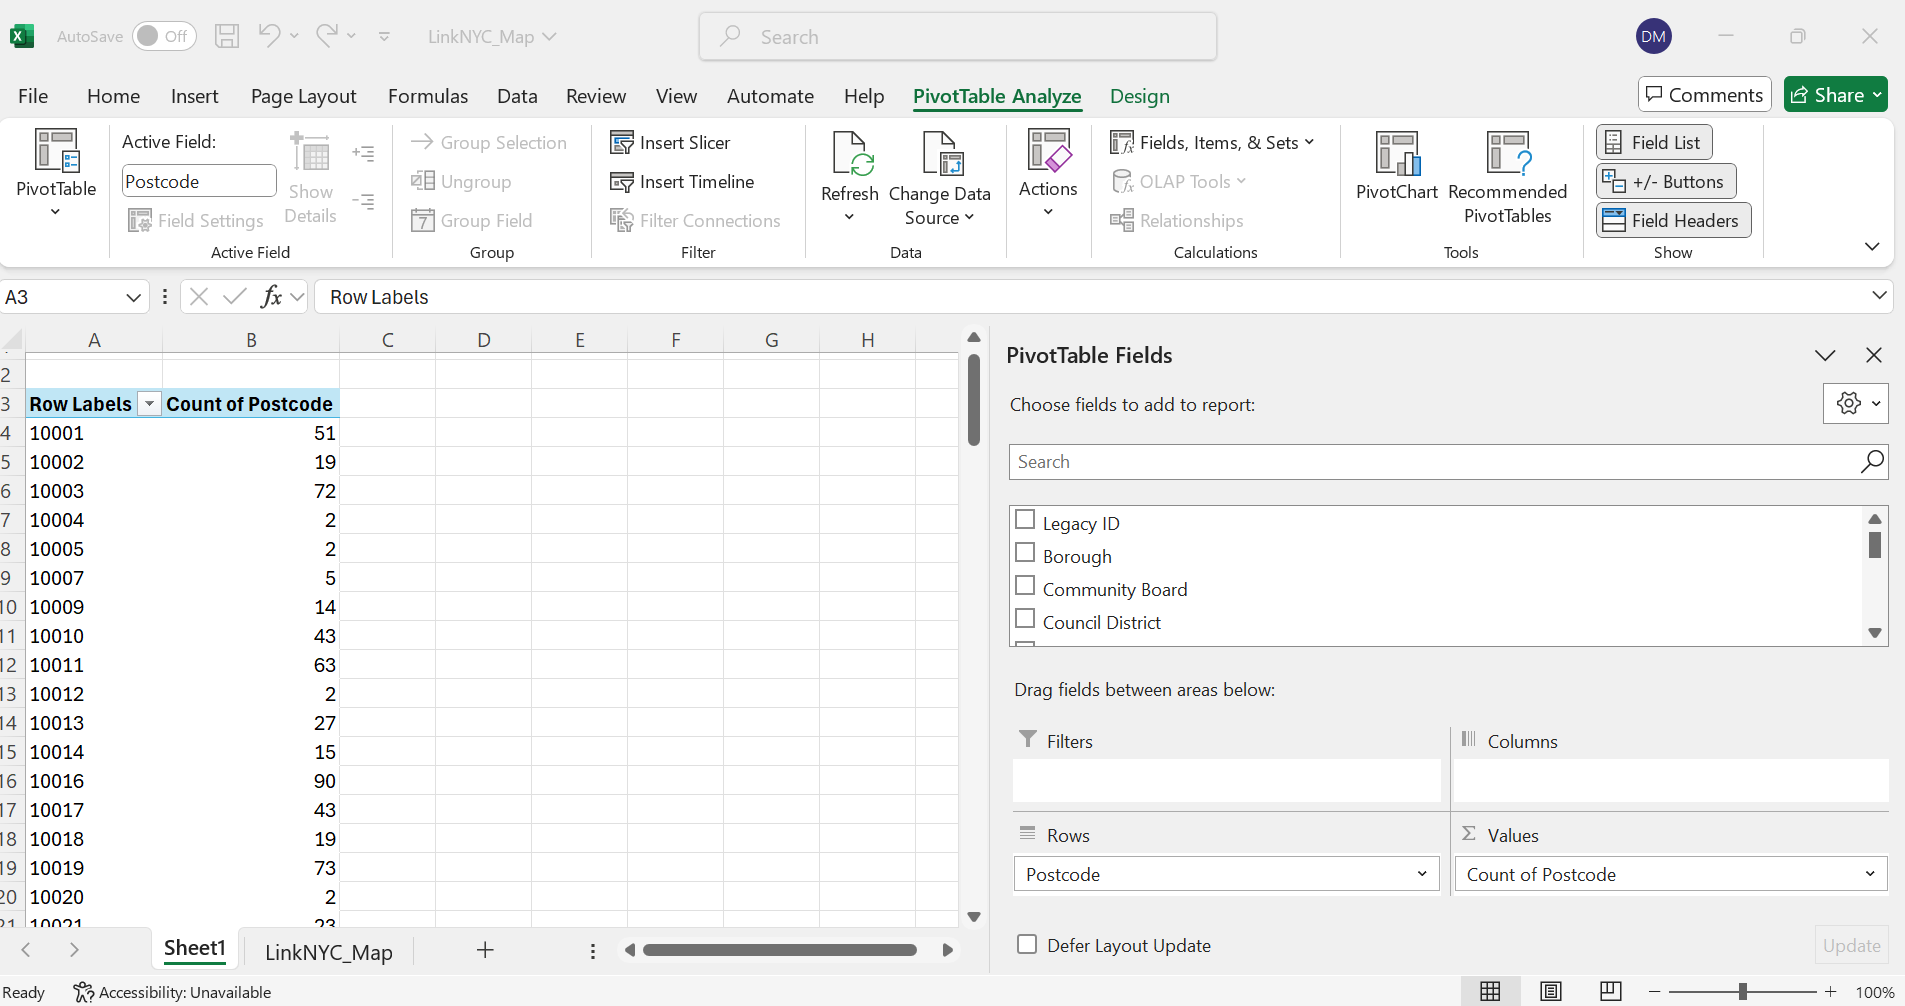 AutoSave Off LinkNYC_Map Search DM
File Home Insert Page Layout Formulas Data Review View Automate Help PivotTable Analyze Design Comments Share
PivotTable
Active Field:
Postcode
Field Settings
Show
Details
Active Field
Group Selection
Ungroup
7 Group Field
Group
Insert Slicer
Insert Timeline
Filter Connections
Filter
Refresh
Change Data
Source
Data
Actions
Fields, Items, & Sets
OLAP Tools
Relationships
Calculations
PivotChart
Recommended
PivotTables
Tools
Field List
+/- Buttons
Field Headers
Show
A3 fx Row Labels
A B C D E F G H
2
3 Row Labels Count of Postcode
4 10001 51
5 10002 19
6 10003 72
7 10004 2
8 10005 2
9 10007 5
10 10009 14
11 10010 43
12 10011 63
13 10012 2
14 10013 27
15 10014 15
16 10016 90
17 10017 43
18 10018 19
19 10019 73
20 10020 2
21 10021 23
Sheet1 LinkNYC_Map +
PivotTable Fields
Choose fields to add to report:
Search
Legacy ID
Borough
Community Board
Council District
Drag fields between areas below:
Filters
Columns
Rows
Postcode
Σ Values
Count of Postcode
Defer Layout Update Update
Ready Accessibility: Unavailable 100%